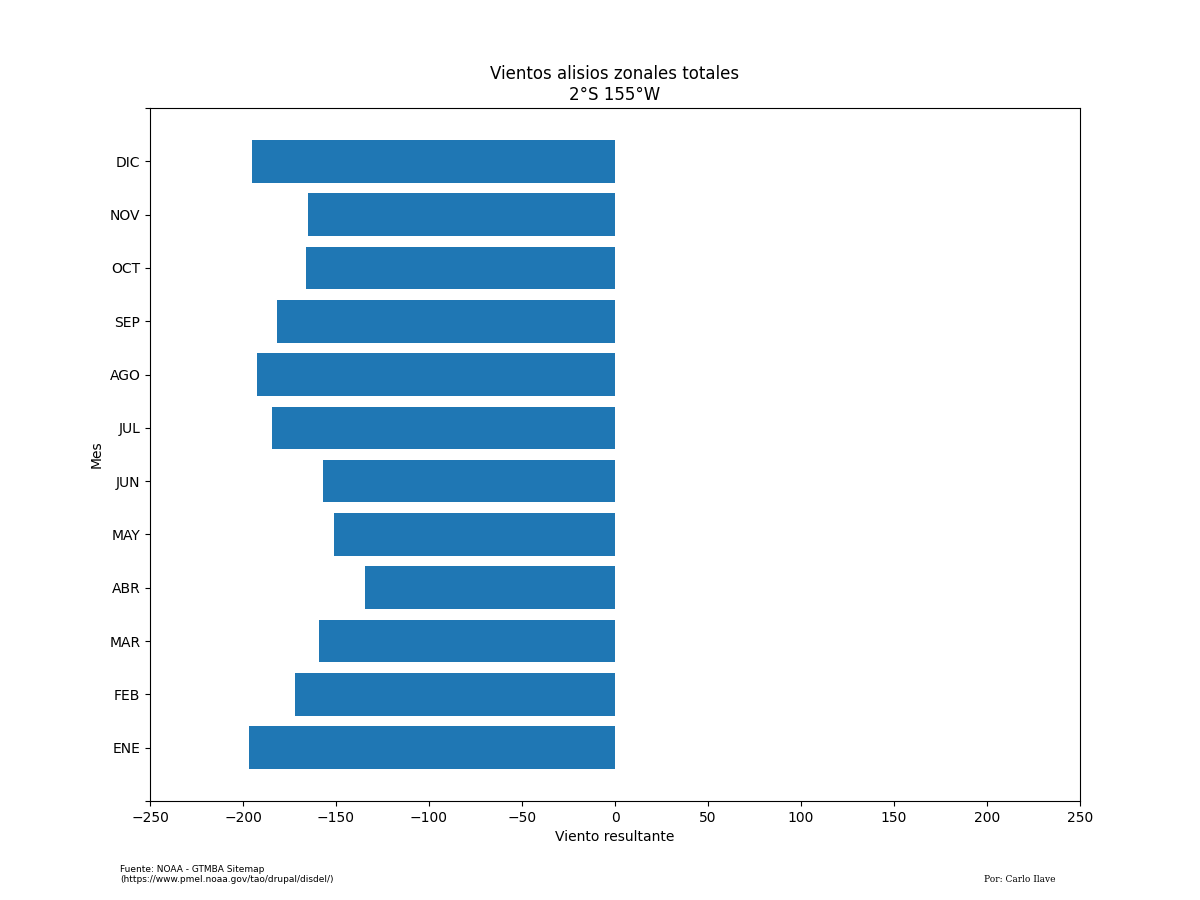 Vientos alisios zonales totales
2°S 155°W
DIC
NOV
OCT
SEP
AGO
JUL
JUN
MAY
ABR
MAR
FEB
ENE
Mes
−250 −200 −150 −100 −50 0 50 100 150 200 250
Viento resultante
Fuente: NOAA - GTMBA Sitemap
(https://www.pmel.noaa.gov/tao/drupal/disdel/)
Por: Carlo Ilave